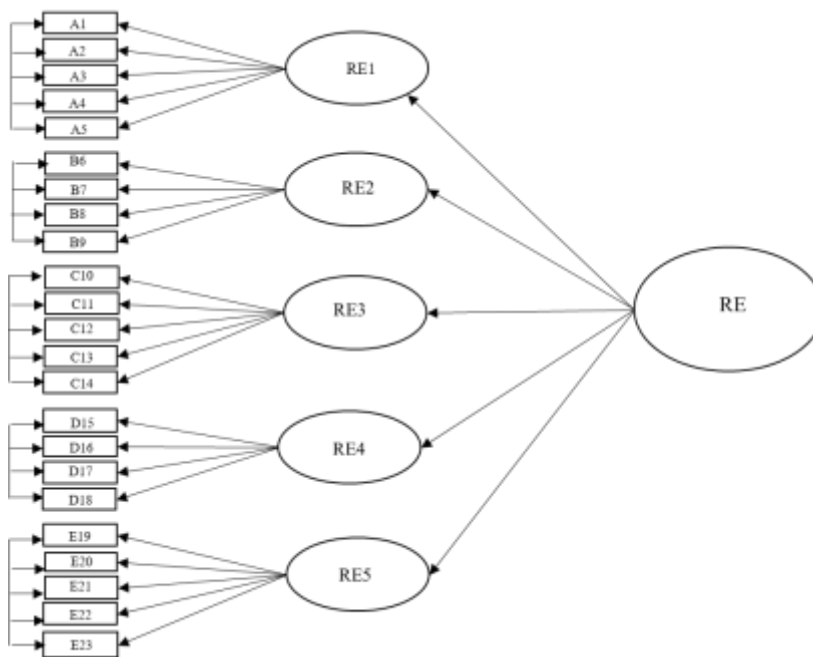 A1
A2
A3
A4
A5
RE1
B6
B7
B8
B9
RE2
C10
C11
C12
C13
C14
RE3
RE
D15
D16
D17
D18
RE4
E19
E20
E21
E22
E23
RE5